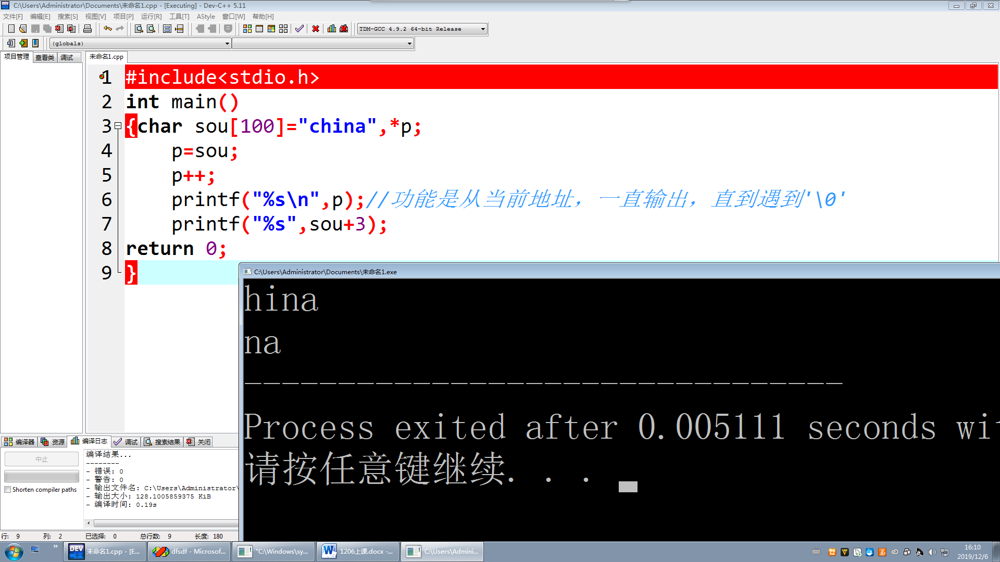 C:\Users\Administrator\Documents\未命名1.cpp - [Executing] - Dev-C++ 5.11
文件[F] 编辑[E] 搜索[S] 视图[V] 项目[P] 运行[R] 工具[T] AStyle 窗口[W] 帮助[H]
TDM-GCC 4.9.2 64-bit Release
(globals)
项目管理 查看类 调试 未命名1.cpp
1 #include<stdio.h>
2 int main()
3 {char sou[100]="china",*p;
4 p=sou;
5 p++;
6 printf("%s\n",p);//功能是从当前地址，一直输出，直到遇到'\0'
7 printf("%s",sou+3);
8 return 0;
9 }
C:\Users\Administrator\Documents\未命名1.exe
hina
na
--------------------------------
Process exited after 0.005111 seconds wit
请按任意键继续. . .
编译器 资源 编译日志 调试 搜索结果 关闭
中止
Shorten compiler paths
编译结果...
--------
- 错误: 0
- 警告: 0
- 输出文件名: C:\Users\Administrator\
- 输出大小: 128.1005859375 KiB
- 编译时间: 0.19s
行: 9 列: 2 已选择: 0 总行数: 9 长度: 180
DEV 未命名1.cpp - [E... dfsdf - Microsof... "C:\Windows\sy... 1206上课.docx -... C:\Users\Admini...
16:10
2019/12/6